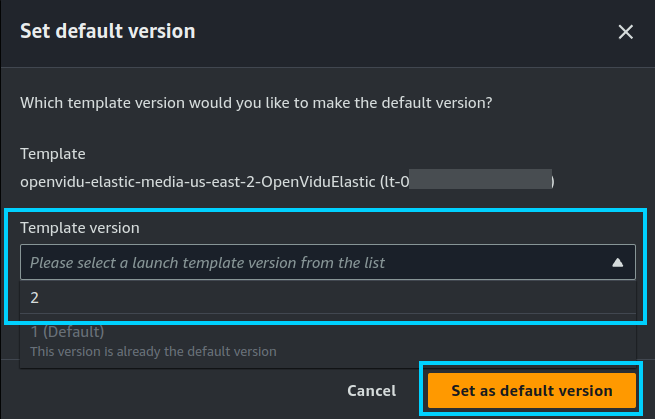 Set default version
Which template version would you like to make the default version?
Template
openvidu-elastic-media-us-east-2-OpenViduElastic (lt-0 )
Template version
Please select a launch template version from the list
2
1 (Default)
This version is already the default version
Cancel
Set as default version